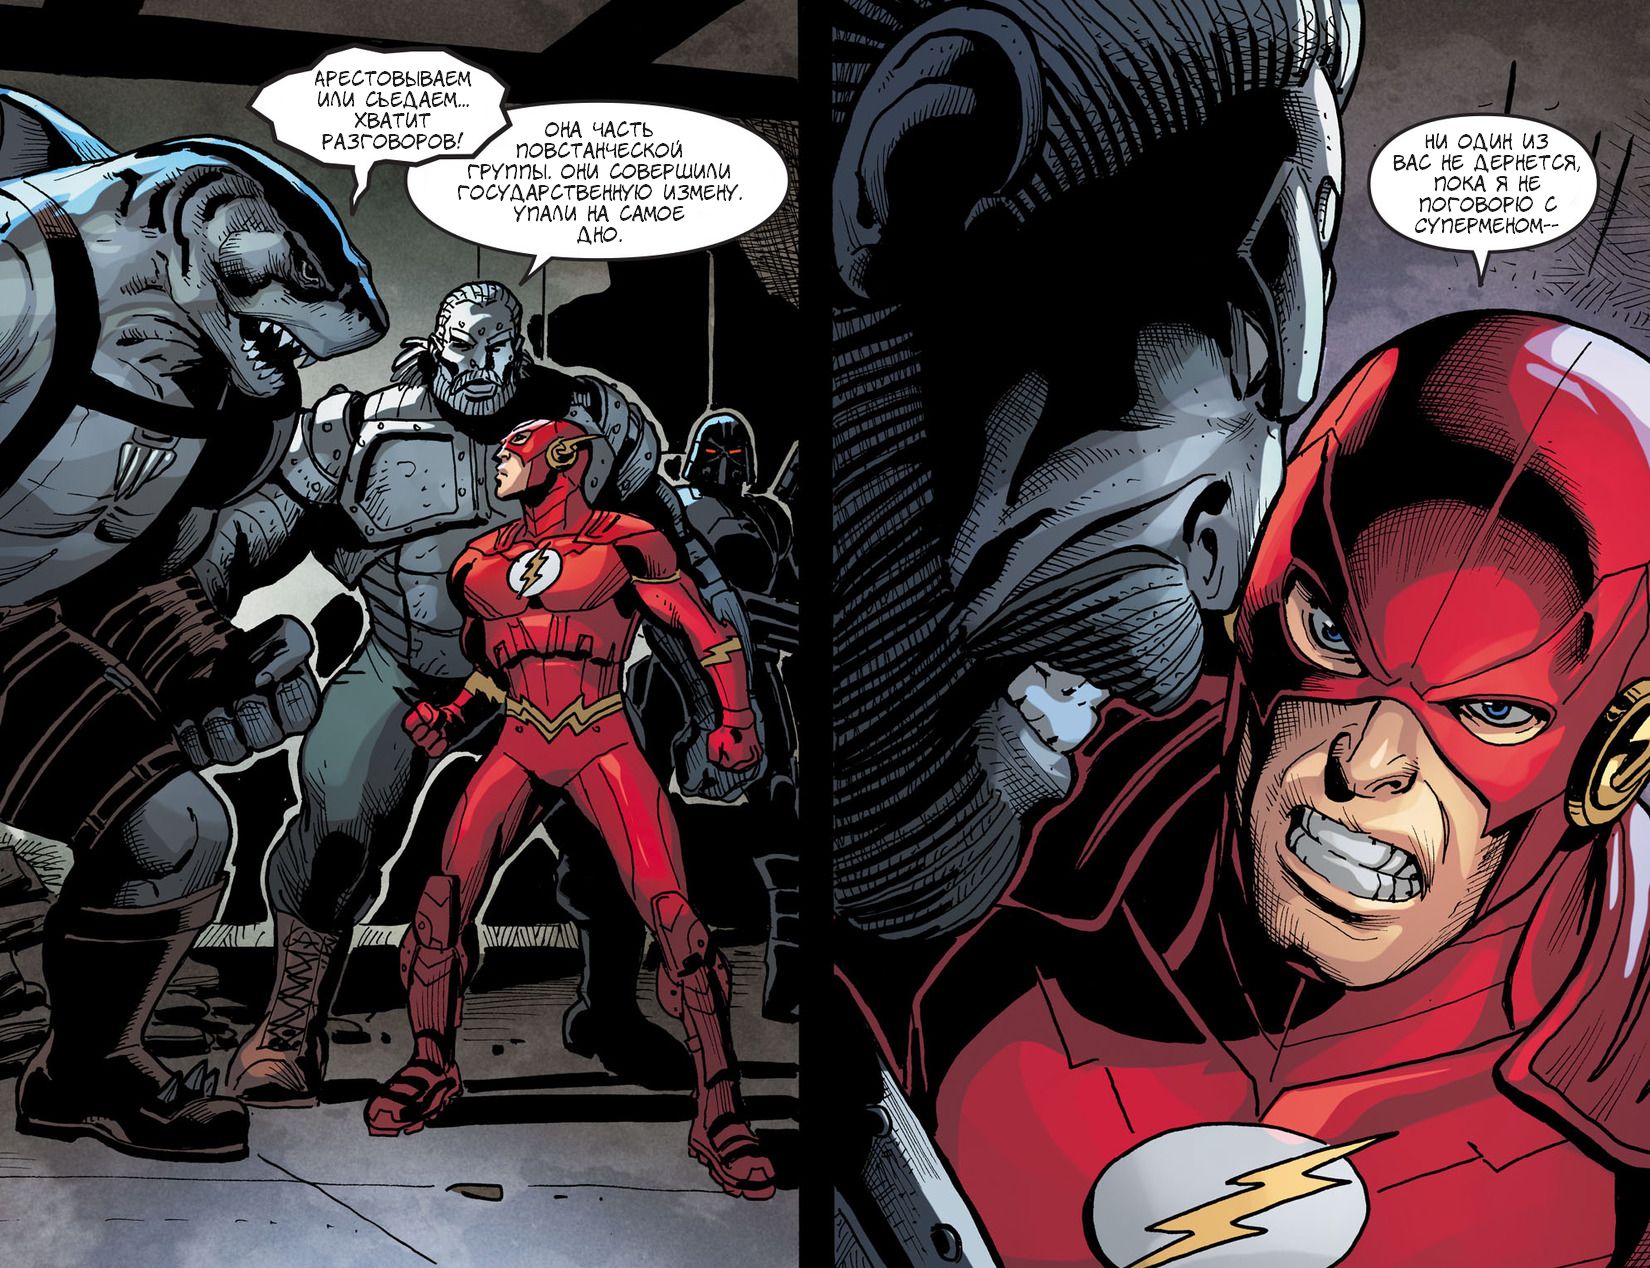 АРЕСТОВЫВАЕМ
ИЛИ СЪЕДАЕМ...
ХВАТИТ
РАЗГОВОРОВ!
ОНА ЧАСТЬ
ПОВСТАНЧЕСКОЙ
ГРУППЫ. ОНИ СОВЕРШИЛИ
ГОСУДАРСТВЕННУЮ ИЗМЕНУ.
УПАЛИ НА САМОЕ
ДНО.
НИ ОДИН ИЗ
ВАС НЕ ДЕРНЕТСЯ,
ПОКА Я НЕ
ПОГОВОРЮ С
СУПЕРМЕНОМ--